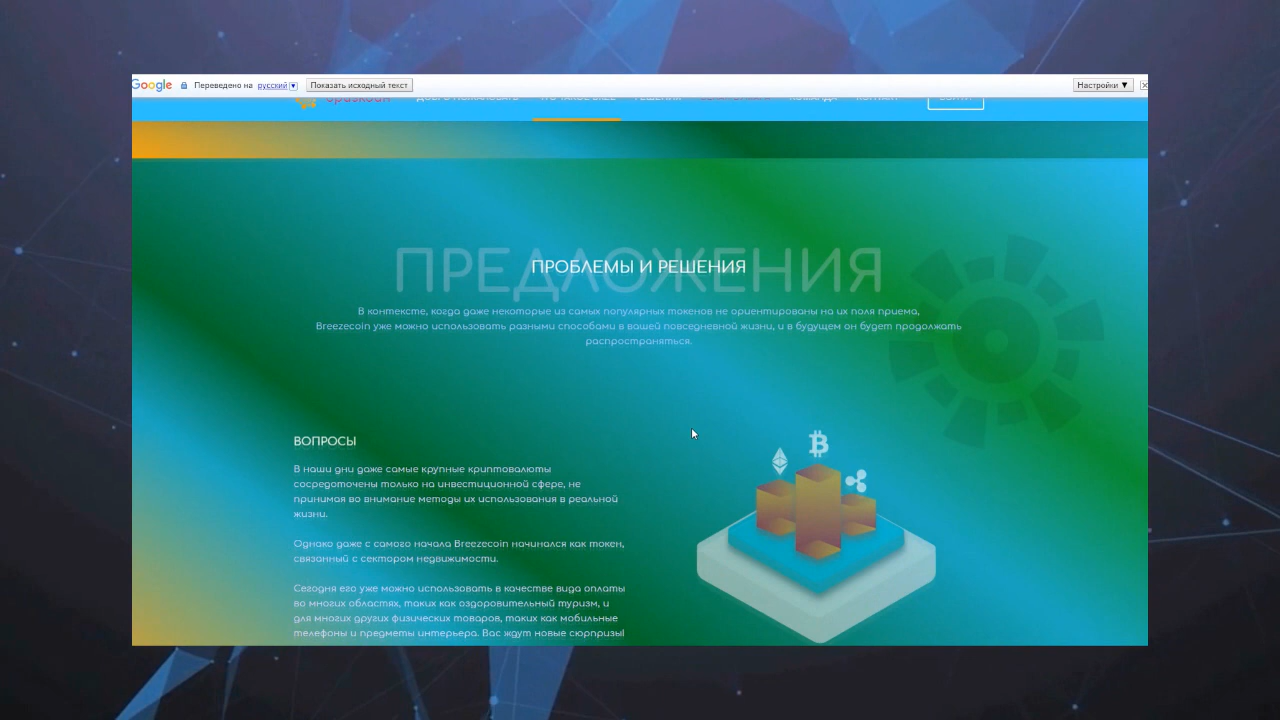 Google Переведено на русский Показать исходный текст Настройки ▼
ПРЕДЛОЖЕНИЯ
ПРОБЛЕМЫ И РЕШЕНИЯ
В контексте, когда даже некоторые из самых популярных токенов не ориентированы на их поля приема,
Breezecoin уже можно использовать разными способами в вашей повседневной жизни, и в будущем он будет продолжать
распространяться.
ВОПРОСЫ
В наши дни даже самые крупные криптовалюты
сосредоточены только на инвестиционной сфере, не
принимая во внимание методы их использования в реальной
жизни.
Однако даже с самого начала Breezecoin начинался как токен,
связанный с сектором недвижимости.
Сегодня его уже можно использовать в качестве вида оплаты
во многих областях, таких как оздоровительный туризм, и
для многих других физических товаров, таких как мобильные
телефоны и предметы интерьера. Вас ждут новые сюрпризы!